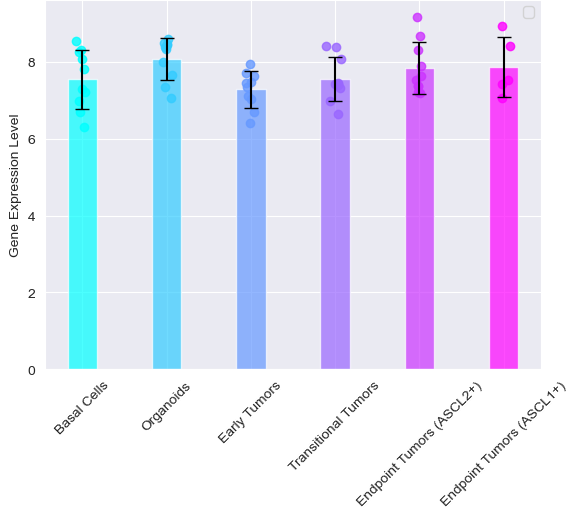 Gene Expression Level
8
6
4
2
0
Basal Cells
Organoids
Early Tumors
Transitional Tumors
Endpoint Tumors (ASCL2+)
Endpoint Tumors (ASCL1+)